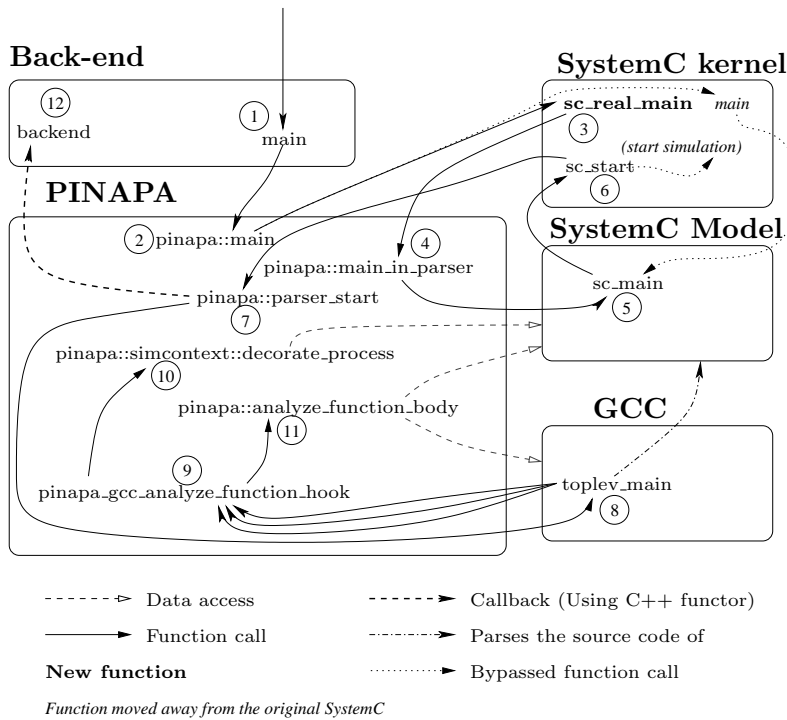 Back-end
SystemC kernel
12
backend
1
main
sc_real_main
main
3
(start simulation)
sc_start
6
PINAPA
2
pinapa::main
4
pinapa::main_in_parser
pinapa::parser_start
7
SystemC Model
sc_main
5
pinapa::simcontext::decorate_process
10
pinapa::analyze_function_body
11
9
pinapa_gcc_analyze_function_hook
GCC
toplev_main
8
Data access
Callback (Using C++ functor)
Function call
Parses the source code of
New function
Bypassed function call
Function moved away from the original SystemC